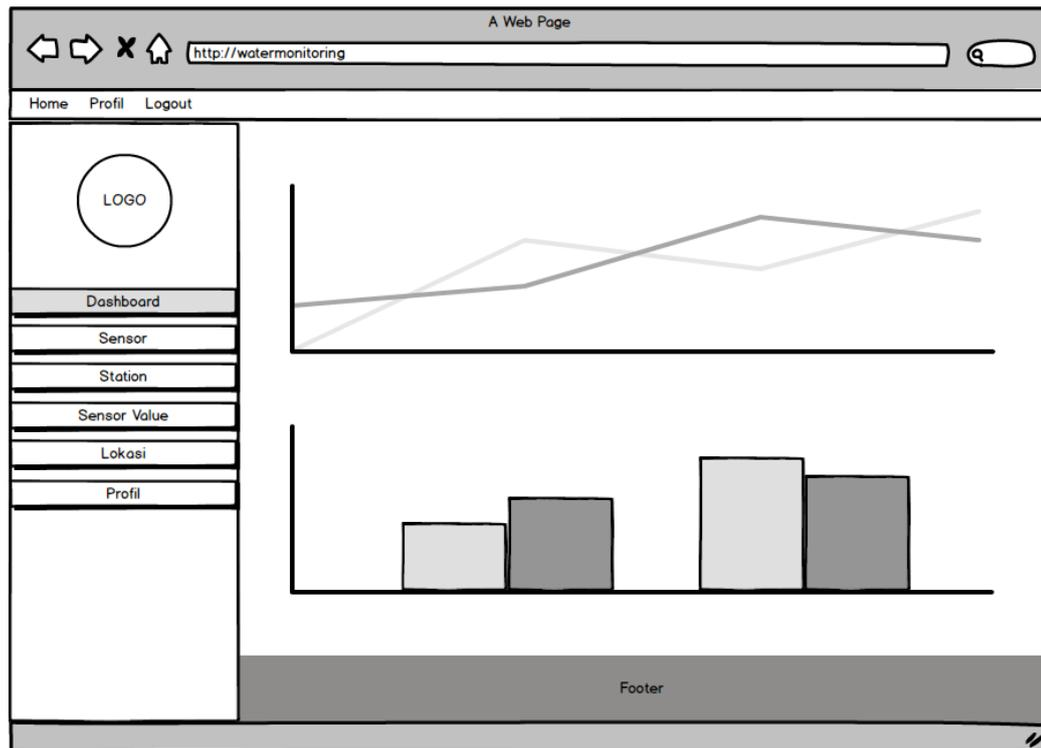 A Web Page
http://watermonitoring
Home Profil Logout
LOGO
Dashboard
Sensor
Station
Sensor Value
Lokasi
Profil
Footer